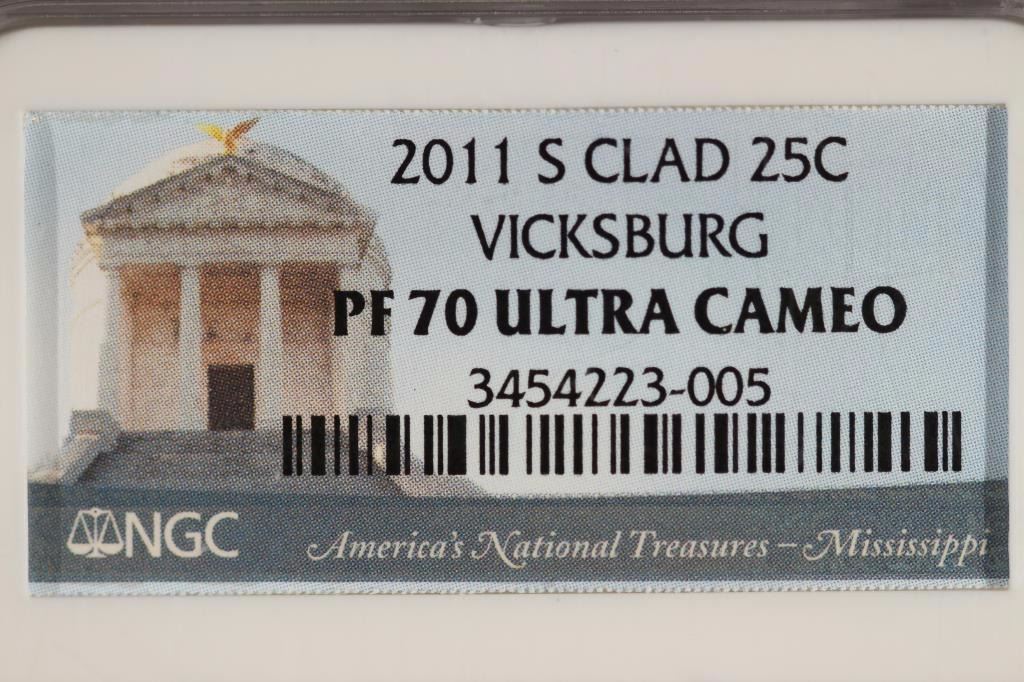 2011 S CLAD 25C
VICKSBURG
PF 70 ULTRA CAMEO
3454223-005
NGC
America's National Treasures – Mississippi